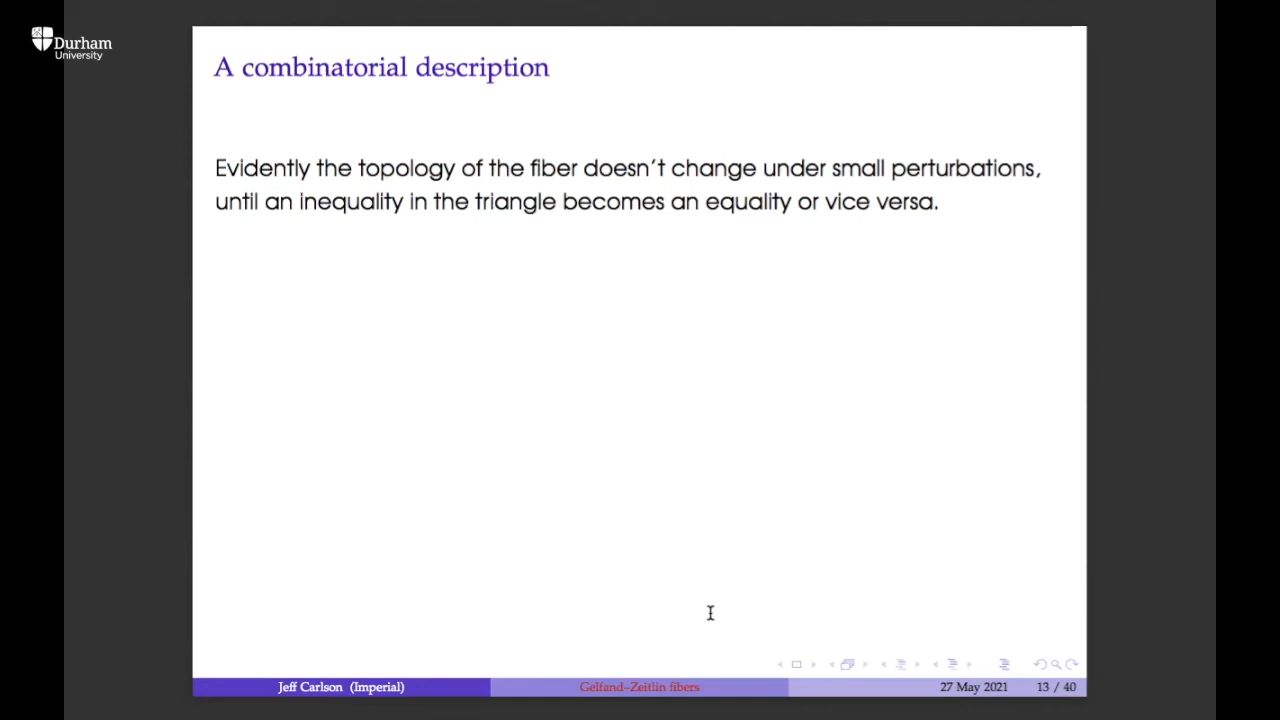 Durham
University
A combinatorial description
Evidently the topology of the fiber doesn't change under small perturbations,
until an inequality in the triangle becomes an equality or vice versa.
Jeff Carlson (Imperial) Gelfand–Zeitlin fibers 27 May 2021 13 / 40